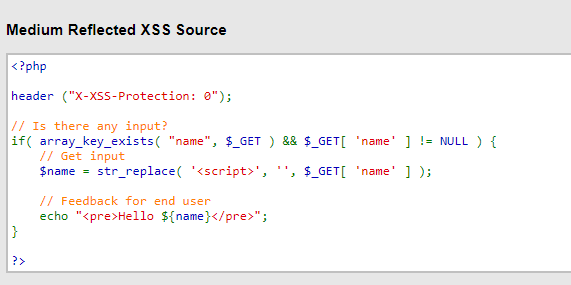 Medium Reflected XSS Source
<?php
header ("X-XSS-Protection: 0");
// Is there any input?
if( array_key_exists( "name", $_GET ) && $_GET[ 'name' ] != NULL ) {
// Get input
$name = str_replace( '<script>', '', $_GET[ 'name' ] );
// Feedback for end user
echo "<pre>Hello ${name}</pre>";
}
?>